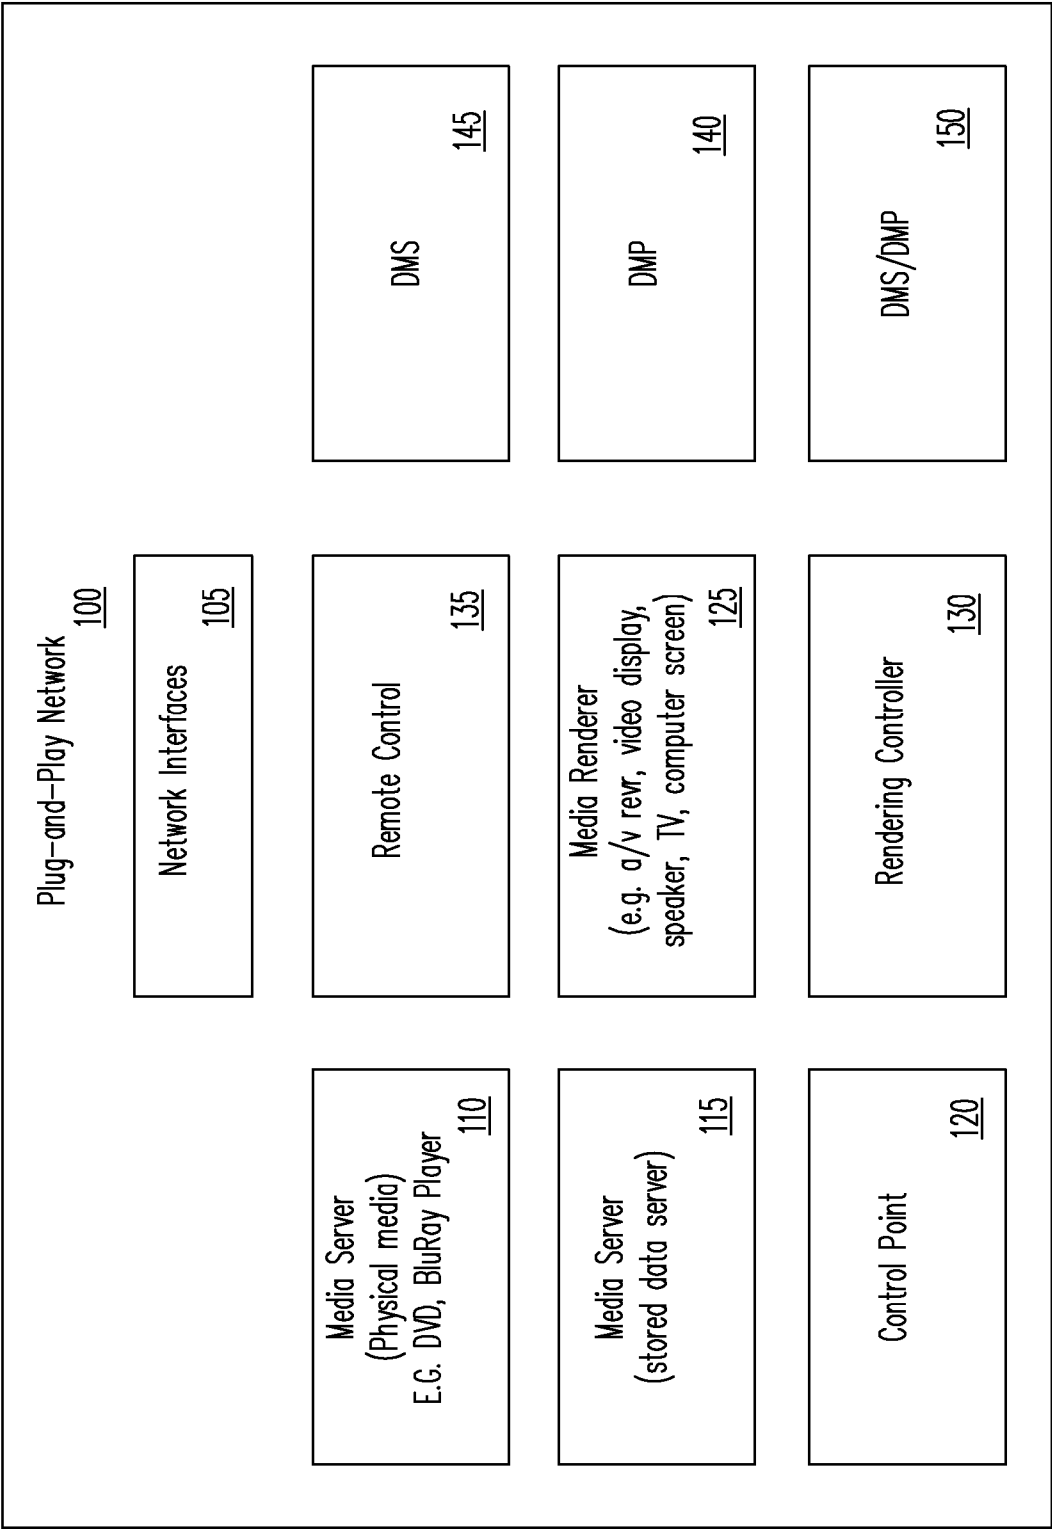 Plug-and-Play Network
100
Network Interfaces
105
Media Server
(Physical media)
E.G. DVD, BluRay Player
110
Remote Control
135
DMS
145
Media Server
(stored data server)
115
Media Renderer
(e.g. a/v revr, video display,
speaker, TV, computer screen)
125
DMP
140
Control Point
120
Rendering Controller
130
DMS/DMP
150